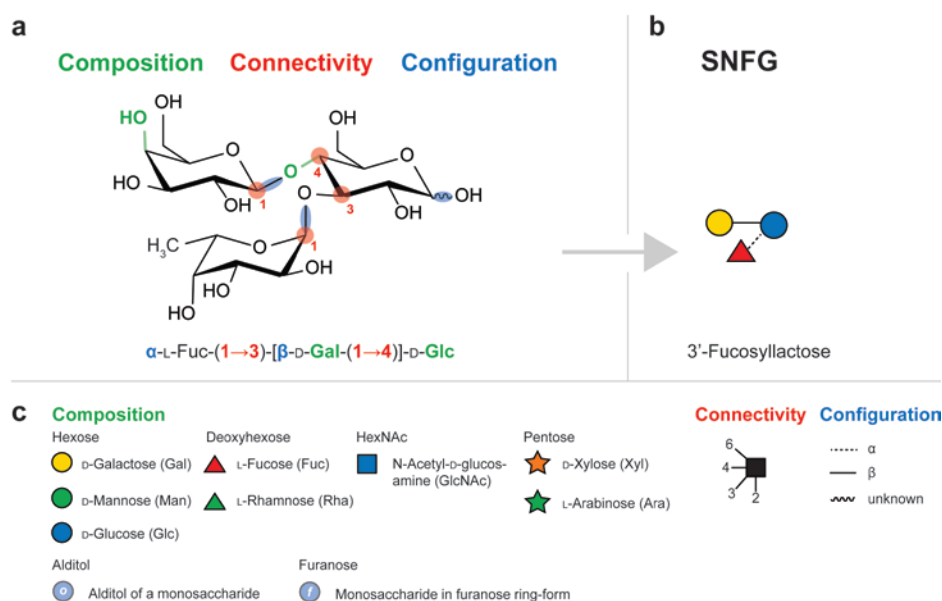 a
Composition Connectivity Configuration
OH
HO
OH
O
O
O
OH
HO
OH
1
4
3
O
OH
OH
H₃C
O
1
OH
HO
HO
α-L-Fuc-(1→3)-[β-D-Gal-(1→4)]-D-Glc
b
SNFG
3'-Fucosyllactose
c
Composition
Hexose
D-Galactose (Gal)
D-Mannose (Man)
D-Glucose (Glc)
Deoxyhexose
L-Fucose (Fuc)
L-Rhamnose (Rha)
HexNAc
N-Acetyl-D-glucos-
amine (GlcNAc)
Pentose
D-Xylose (Xyl)
L-Arabinose (Ara)
Alditol
o Alditol of a monosaccharide
Furanose
f Monosaccharide in furanose ring-form
Connectivity
6
4
3
2
Configuration
α
β
unknown